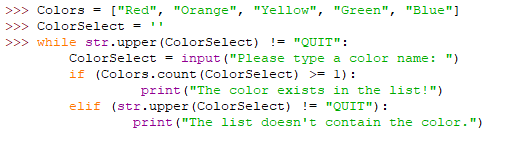 >>> Colors = ["Red", "Orange", "Yellow", "Green", "Blue"]
>>> ColorSelect = ''
>>> while str.upper(ColorSelect) != "QUIT":
        ColorSelect = input("Please type a color name: ")
        if (Colors.count(ColorSelect) >= 1):
                print("The color exists in the list!")
        elif (str.upper(ColorSelect) != "QUIT"):
                print("The list doesn't contain the color.")